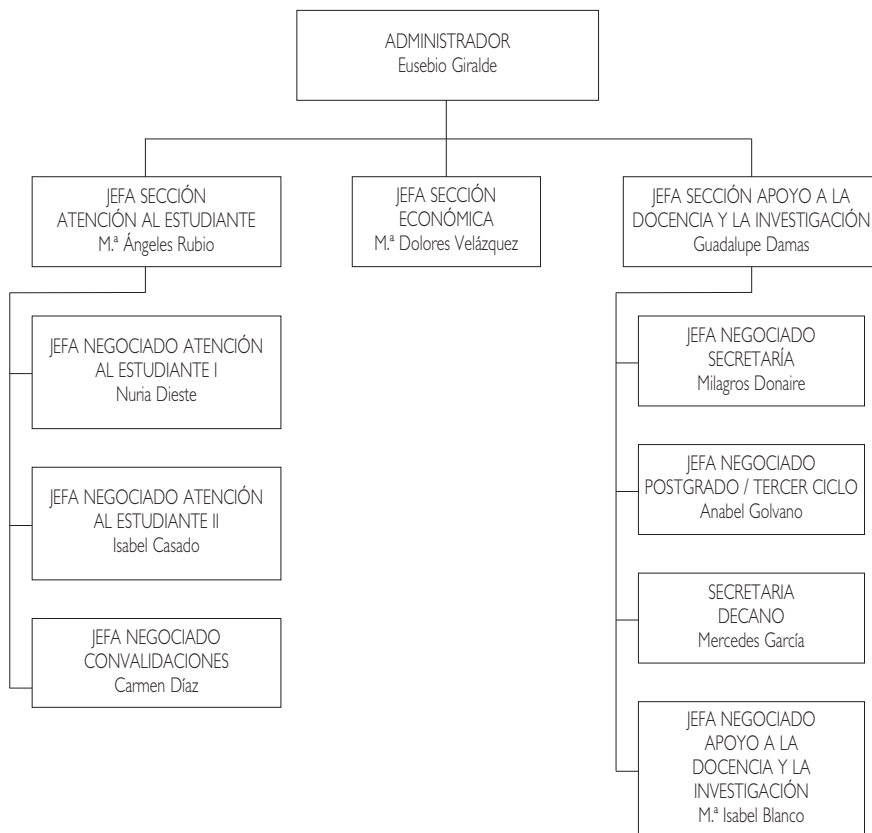 ADMINISTRADOR
Eusebio Giralde
JEFA SECCIÓN
ATENCIÓN AL ESTUDIANTE
M.ª Ángeles Rubio
JEFA SECCIÓN
ECONÓMICA
M.ª Dolores Velázquez
JEFA SECCIÓN APOYO A LA
DOCENCIA Y LA INVESTIGACIÓN
Guadalupe Damas
JEFA NEGOCIADO ATENCIÓN
AL ESTUDIANTE I
Nuria Dieste
JEFA NEGOCIADO ATENCIÓN
AL ESTUDIANTE II
Isabel Casado
JEFA NEGOCIADO
CONVALIDACIONES
Carmen Díaz
JEFA NEGOCIADO
SECRETARÍA
Milagros Donaire
JEFA NEGOCIADO
POSTGRADO / TERCER CICLO
Anabel Golvano
SECRETARIA
DECANO
Mercedes García
JEFA NEGOCIADO
APOYO A LA
DOCENCIA Y LA
INVESTIGACIÓN
M.ª Isabel Blanco